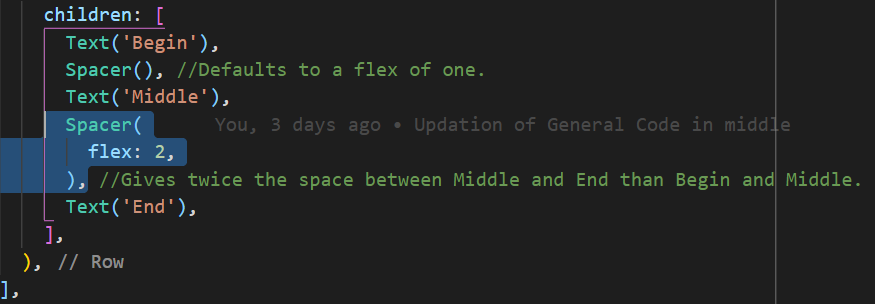 children: [
Text('Begin'),
Spacer(), //Defaults to a flex of one.
Text('Middle'),
Spacer( You, 3 days ago • Updation of General Code in middle
flex: 2,
), //Gives twice the space between Middle and End than Begin and Middle.
Text('End'),
],
), // Row
],